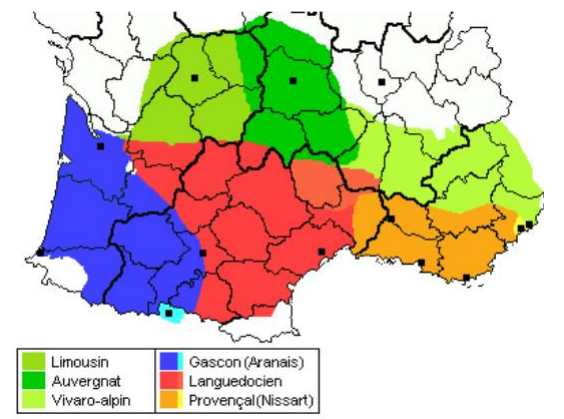 Limousin
Auvergnat
Vivaro-alpin
Gascon (Aranais)
Languedocien
Provençal(Nissart)